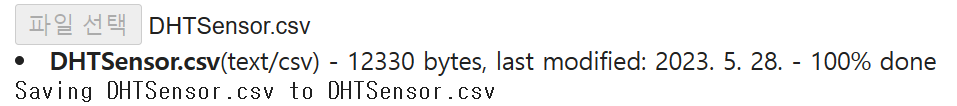 파일 선택 DHTSensor.csv
• DHTSensor.csv(text/csv) - 12330 bytes, last modified: 2023. 5. 28. - 100% done
Saving DHTSensor.csv to DHTSensor.csv